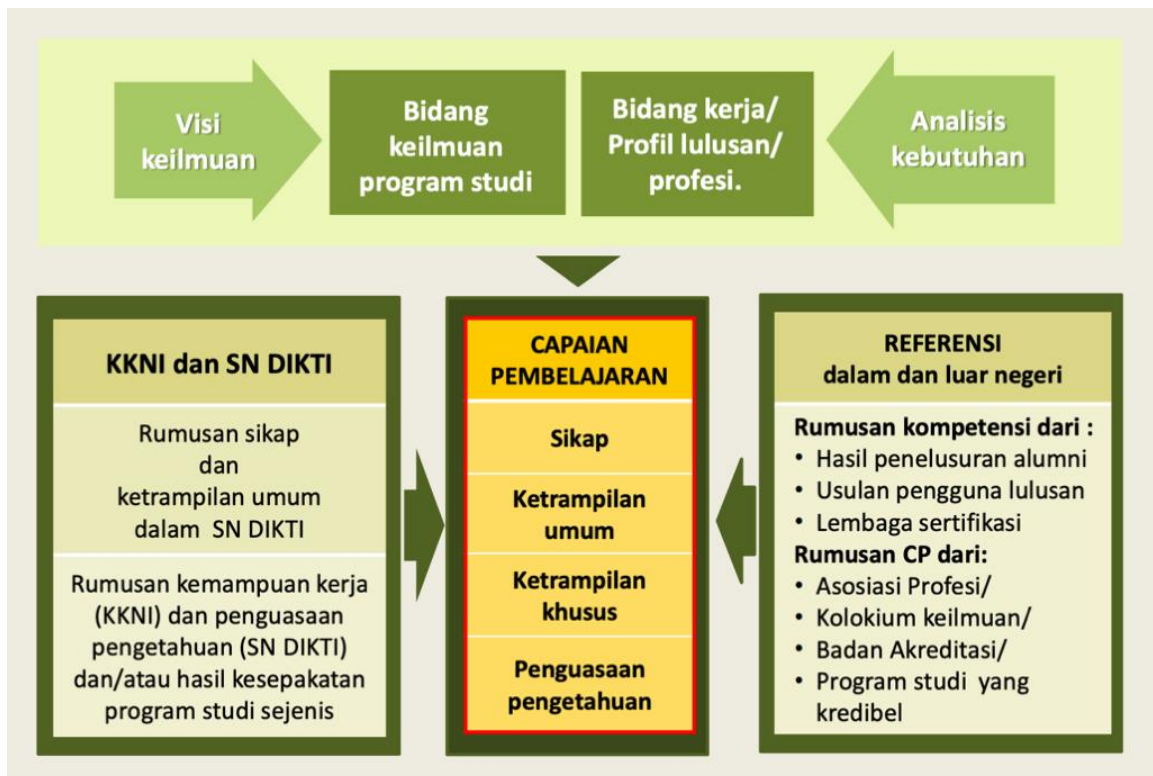 Visi
keilmuan
Bidang
keilmuan
program studi
Bidang kerja/
Profil lulusan/
profesi.
Analisis
kebutuhan
KKNI dan SN DIKTI
Rumusan sikap
dan
ketrampilan umum
dalam SN DIKTI
Rumusan kemampuan kerja
(KKNI) dan penguasaan
pengetahuan (SN DIKTI)
dan/atau hasil kesepakatan
program studi sejenis
CAPAIAN
PEMBELAJARAN
Sikap
Ketrampilan
umum
Ketrampilan
khusus
Penguasaan
pengetahuan
REFERENSI
dalam dan luar negeri
Rumusan kompetensi dari :
• Hasil penelusuran alumni
• Usulan pengguna lulusan
• Lembaga sertifikasi
Rumusan CP dari:
• Asosiasi Profesi/
• Kolokium keilmuan/
• Badan Akreditasi/
• Program studi yang
kredibel